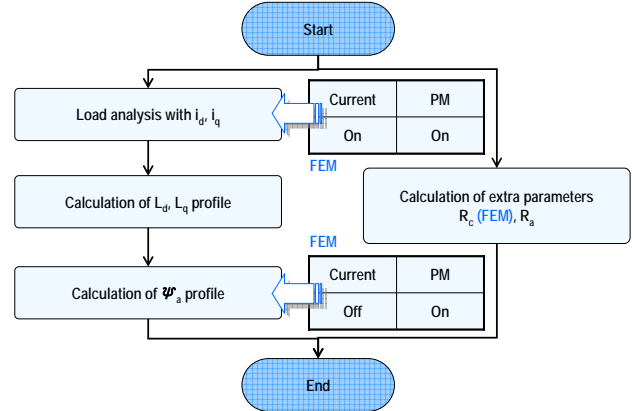 Start
Load analysis with i_d, i_q
Current PM
On On
FEM
Calculation of L_d, L_q profile
Calculation of extra parameters
R_c (FEM), R_a
FEM
Calculation of Ψ_a profile
Current PM
Off On
End